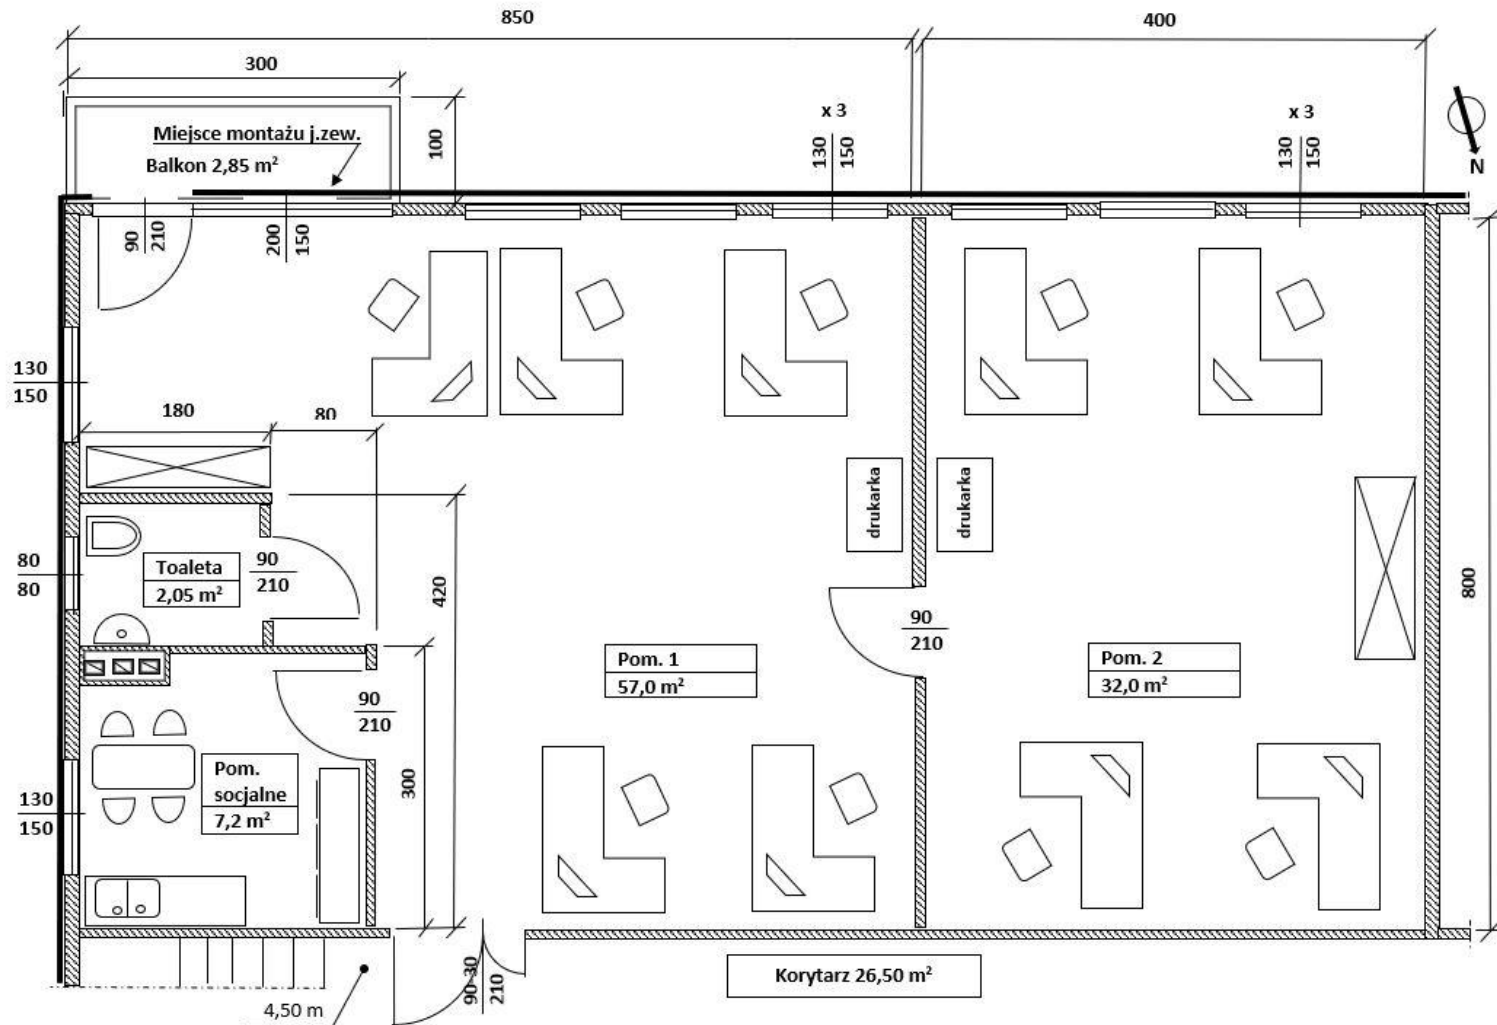 850
400
300
x 3
x 3
Miejsce montażu j.zew.
Balkon 2,85 m²
100
130
150
130
150
N
90
210
200
150
130
150
180
80
drukarka
drukarka
80
80
Toaleta
2,05 m²
90
210
420
800
90
210
Pom. 1
57,0 m²
Pom. 2
32,0 m²
90
210
Pom.
socjalne
7,2 m²
300
130
150
90 30
210
Korytarz 26,50 m²
4,50 m